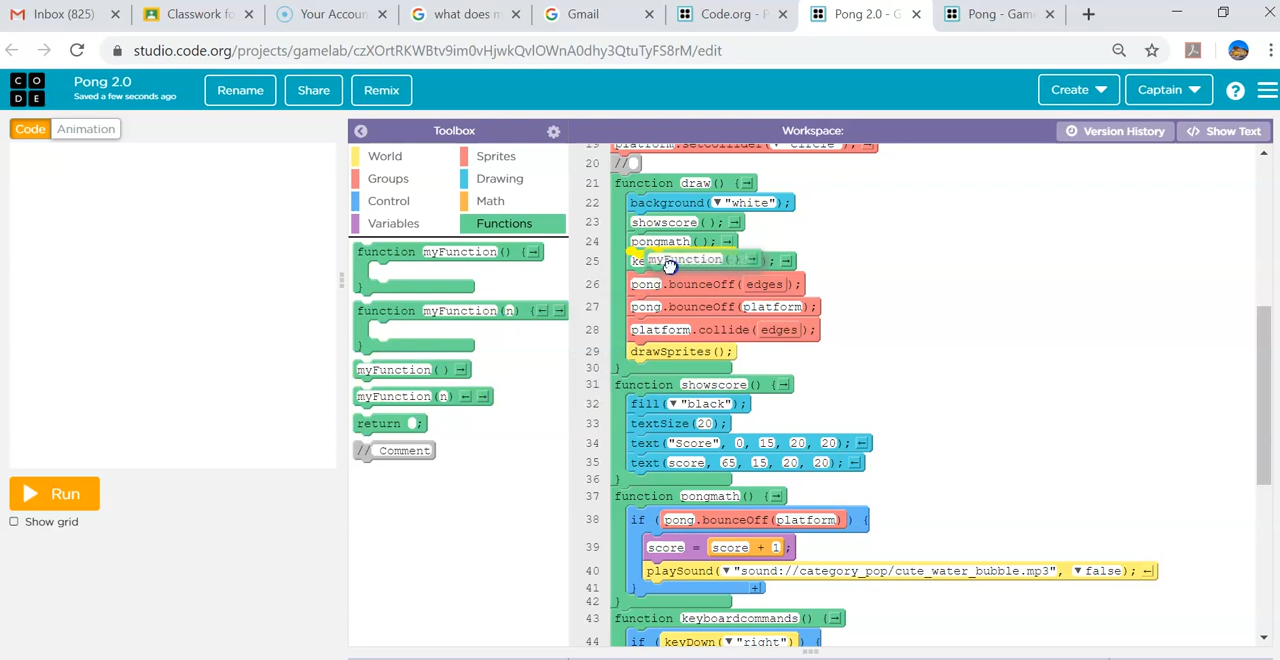 Inbox (825)
Classwork fo
Your Accoun
what does m
Gmail
Code.org - P
Pong 2.0 - G
Pong - Game
studio.code.org/projects/gamelab/czXOrtRKWBtv9im0vHjwkQvlOWnA0dhy3QtuTyFS8rM/edit
C O
D E
Pong 2.0
Saved a few seconds ago
Rename
Share
Remix
Create
Captain
?
Code
Animation
Toolbox
Workspace:
Version History
</> Show Text
World
Sprites
Groups
Drawing
Control
Math
Variables
Functions
function myFunction() {
}
function myFunction(n) {
}
myFunction()
myFunction(n)
return ;
// Comment
Run
Show grid
19 platform.setCollider("circle");
20 //
21 function draw() {
22 background("white");
23 showscore();
24 pongmath();
myFunction()
25 ke ;
26 pong.bounceOff(edges);
27 pong.bounceOff(platform);
28 platform.collide(edges);
29 drawSprites();
30 }
31 function showscore() {
32 fill("black");
33 textSize(20);
34 text("Score", 0, 15, 20, 20);
35 text(score, 65, 15, 20, 20);
36 }
37 function pongmath() {
38 if (pong.bounceOff(platform)) {
39 score = score + 1;
40 playSound("sound://category_pop/cute_water_bubble.mp3", false);
41 }
42 }
43 function keyboardcommands() {
44 if (keyDown("right")) {